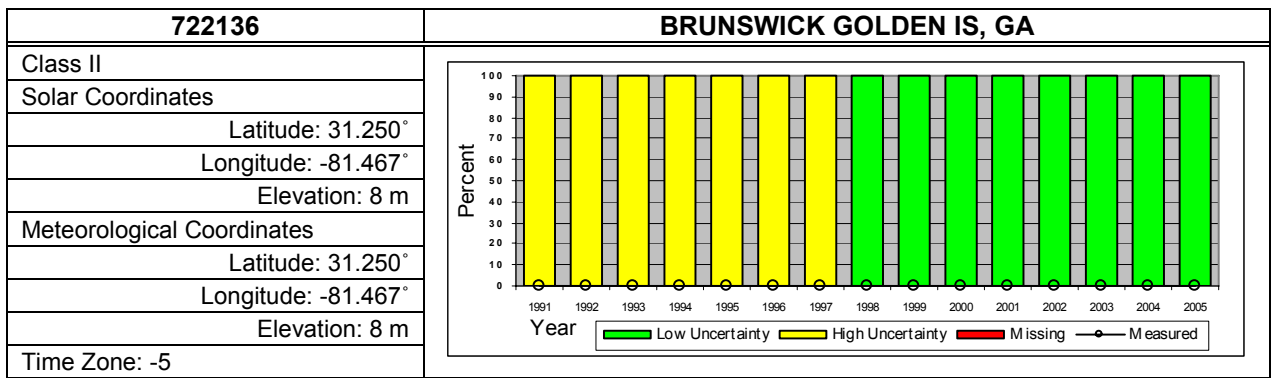 722136
BRUNSWICK GOLDEN IS, GA
Class II
Solar Coordinates
Latitude: 31.250˚
Longitude: -81.467˚
Elevation: 8 m
Meteorological Coordinates
Latitude: 31.250˚
Longitude: -81.467˚
Elevation: 8 m
Time Zone: -5
Percent
100
90
80
70
60
50
40
30
20
10
0
1991 1992 1993 1994 1995 1996 1997 1998 1999 2000 2001 2002 2003 2004 2005
Year
Low Uncertainty High Uncertainty Missing Measured